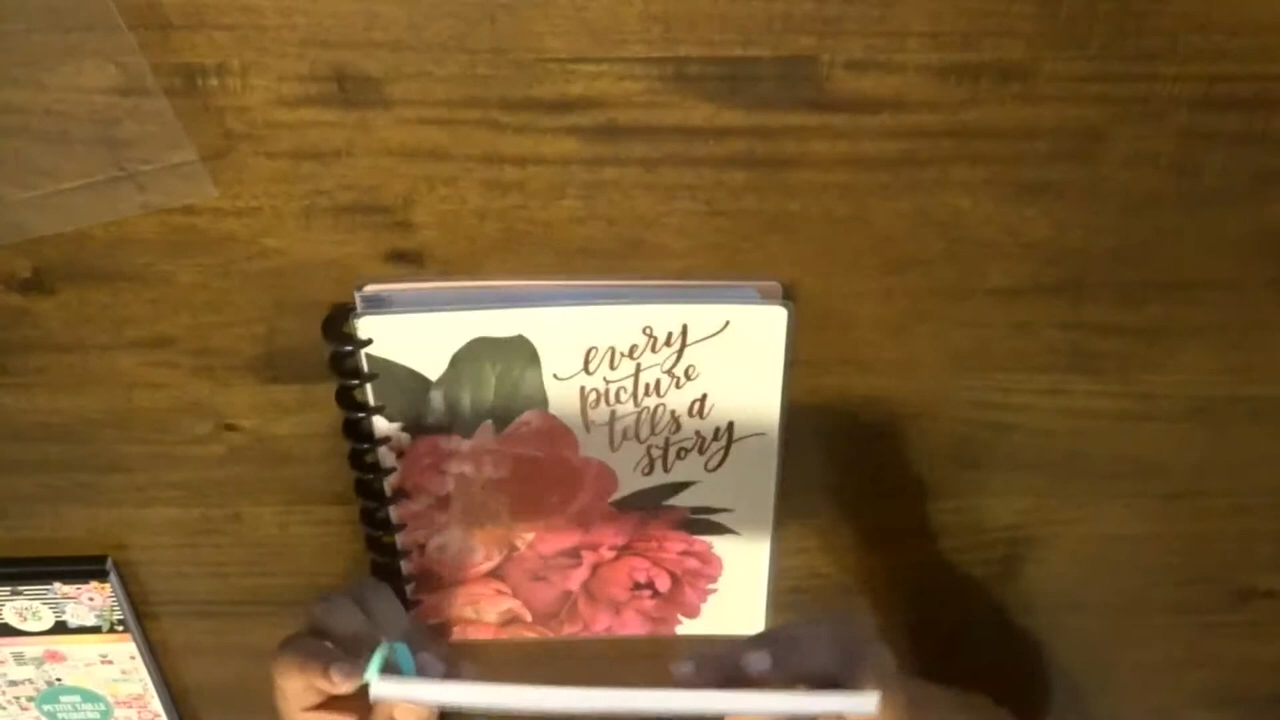 every
picture
tells a
story
MINI
PETITE TAILLE
PEQUEÑO